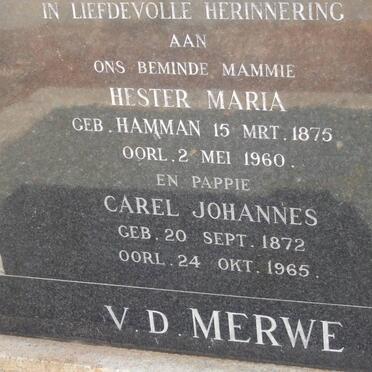 IN LIEFDEVOLLE HERINNERING
AAN
ONS BEMINDE MAMMIE
HESTER MARIA
GEB. HAMMAN 15 MRT. 1875
OORL. 2 MEI 1960.
EN PAPPIE
CAREL JOHANNES
GEB. 20 SEPT. 1872
OORL. 24 OKT. 1965.
V.D. MERWE